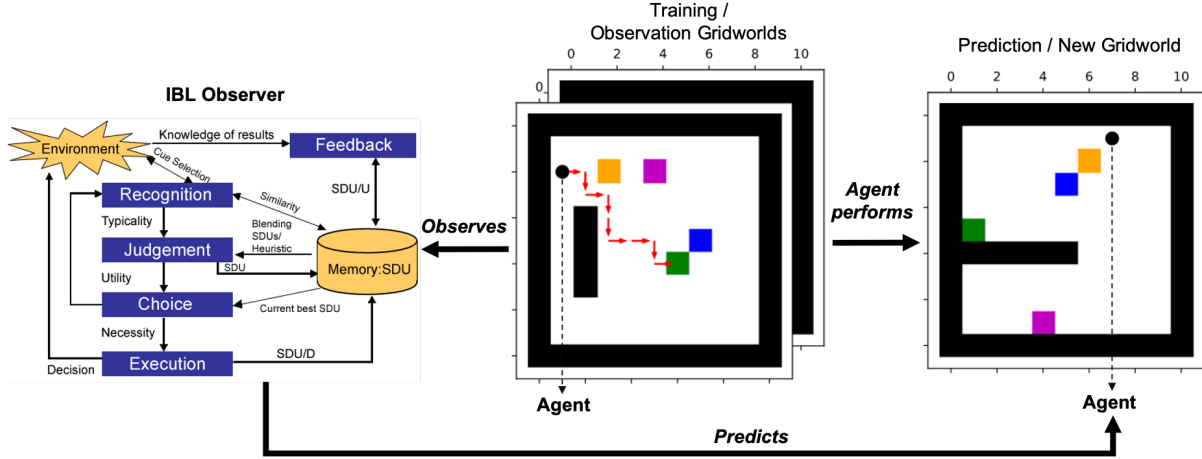 IBL Observer
Environment
Knowledge of results
Feedback
Cue Selection
Recognition
Similarity
SDU/U
Typicality
Blending
SDUs/
Heuristic
Judgement
SDU
Memory:SDU
Utility
Choice
Current best SDU
Necessity
Execution
SDU/D
Decision
Observes
Training /
Observation Gridworlds
0 2 4 6 8 10
0
Agent
Agent
performs
Prediction / New Gridworld
0 2 4 6 8 10
Agent
Predicts